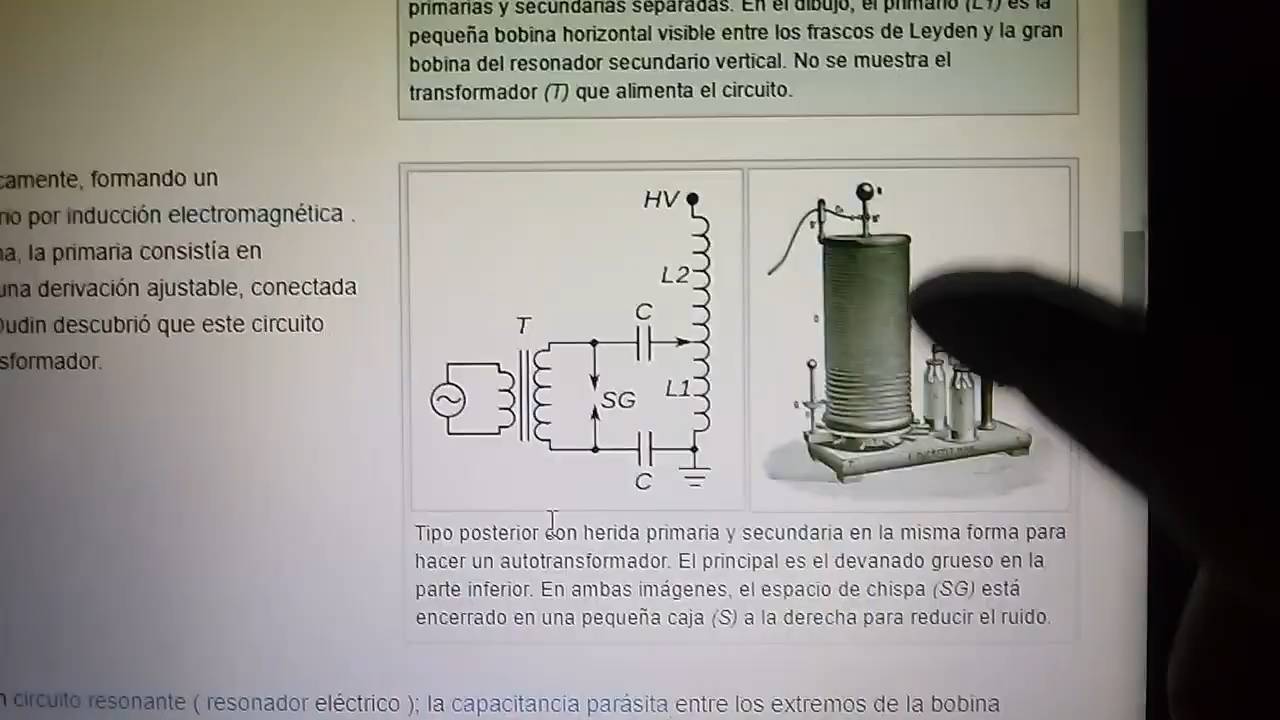 primarias y secundarias separadas. En el dibujo, el primario (L1) es la
pequeña bobina horizontal visible entre los frascos de Leyden y la gran
bobina del resonador secundario vertical. No se muestra el
transformador (T) que alimenta el circuito.
camente, formando un
rio por inducción electromagnética .
na, la primaria consistía en
una derivación ajustable, conectada
Oudin descubrió que este circuito
sformador.
HV
L2
C
T
SG
L1
C
Tipo posterior con herida primaria y secundaria en la misma forma para
hacer un autotransformador. El principal es el devanado grueso en la
parte inferior. En ambas imágenes, el espacio de chispa (SG) está
encerrado en una pequeña caja (S) a la derecha para reducir el ruido.
n circuito resonante ( resonador eléctrico ); la capacitancia parásita entre los extremos de la bobina